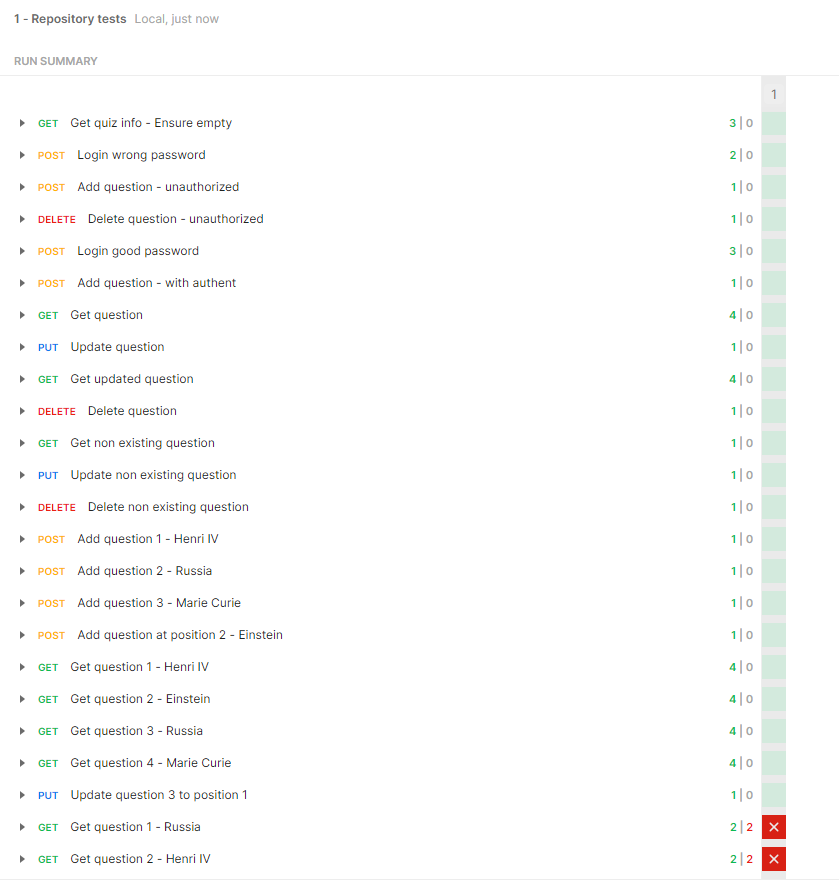 1 - Repository tests Local, just now
RUN SUMMARY
1
GET Get quiz info - Ensure empty 3 | 0
POST Login wrong password 2 | 0
POST Add question - unauthorized 1 | 0
DELETE Delete question - unauthorized 1 | 0
POST Login good password 3 | 0
POST Add question - with authent 1 | 0
GET Get question 4 | 0
PUT Update question 1 | 0
GET Get updated question 4 | 0
DELETE Delete question 1 | 0
GET Get non existing question 1 | 0
PUT Update non existing question 1 | 0
DELETE Delete non existing question 1 | 0
POST Add question 1 - Henri IV 1 | 0
POST Add question 2 - Russia 1 | 0
POST Add question 3 - Marie Curie 1 | 0
POST Add question at position 2 - Einstein 1 | 0
GET Get question 1 - Henri IV 4 | 0
GET Get question 2 - Einstein 4 | 0
GET Get question 3 - Russia 4 | 0
GET Get question 4 - Marie Curie 4 | 0
PUT Update question 3 to position 1 1 | 0
GET Get question 1 - Russia 2 | 2
GET Get question 2 - Henri IV 2 | 2